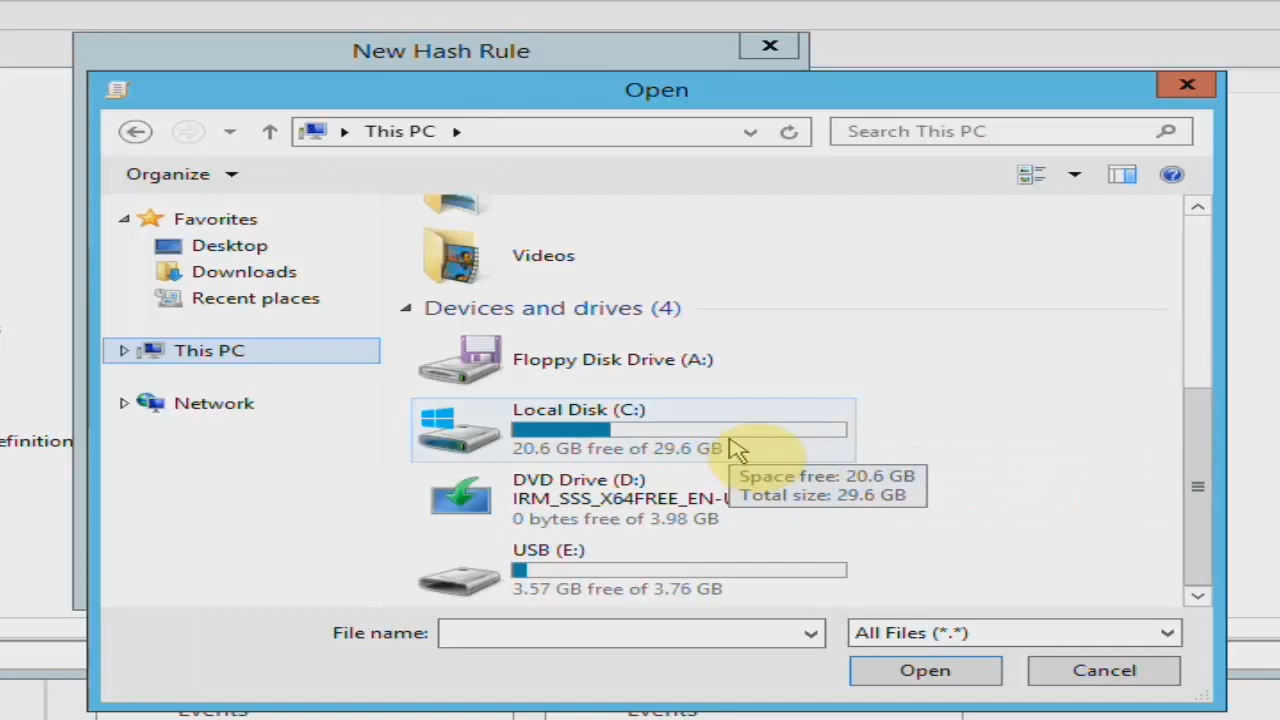 New Hash Rule
Open
This PC
Search This PC
Organize
Favorites
Desktop
Downloads
Recent places
This PC
Network
Videos
Devices and drives (4)
Floppy Disk Drive (A:)
Local Disk (C:)
20.6 GB free of 29.6 GB
Space free: 20.6 GB
Total size: 29.6 GB
DVD Drive (D:)
IRM_SSS_X64FREE_EN-U
0 bytes free of 3.98 GB
USB (E:)
3.57 GB free of 3.76 GB
efinition
File name:
All Files (*.*)
Open
Cancel
Events
Events